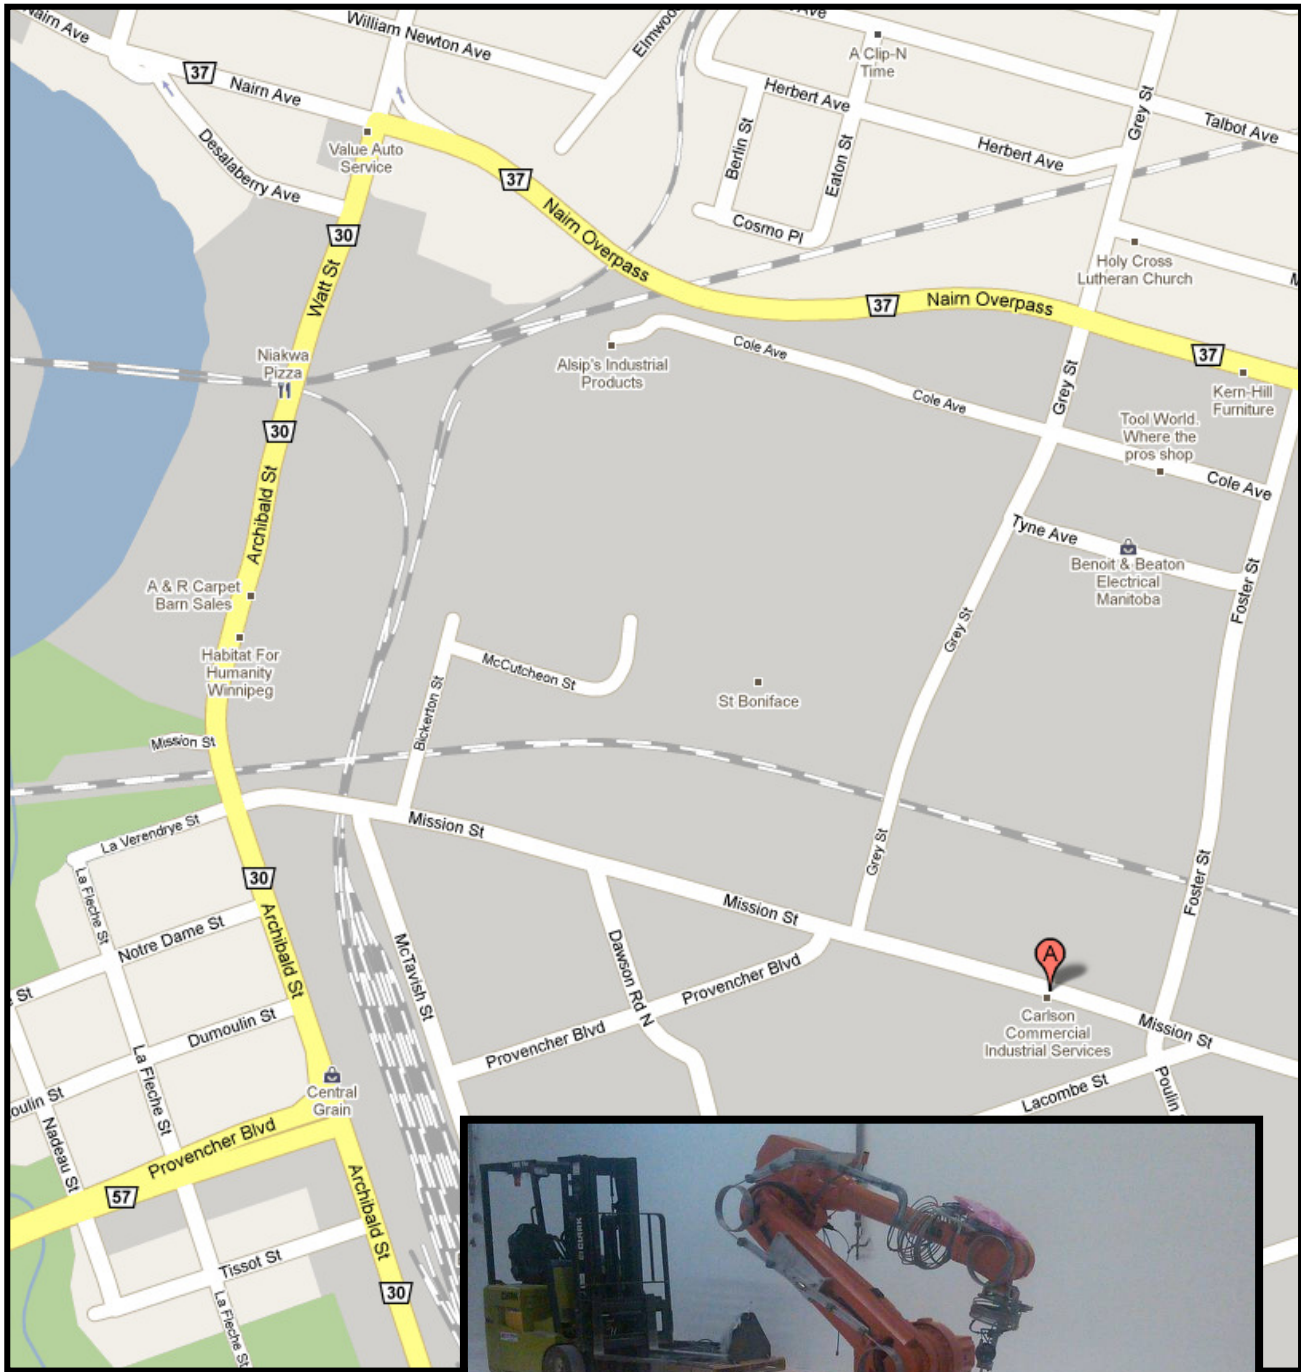 Nairn Ave
William Newton Ave
Elmwoo
Ave
A Clip-N
Time
37
Nairn Ave
Herbert Ave
Grey St
Talbot Ave
Value Auto
Service
Desalaberry Ave
Berlin St
Eaton St
Herbert Ave
37
30
Nairn Overpass
Cosmo Pl
Holy Cross
Lutheran Church
M
Watt St
37
Nairn Overpass
Niakwa
Pizza
Alsip's Industrial
Products
Cole Ave
37
Kern-Hill
Furniture
Grey St
Cole Ave
30
Tool World.
Where the
pros shop
Cole Ave
Archibald St
Tyne Ave
Benoit & Beaton
Electrical
Manitoba
A & R Carpet
Barn Sales
Foster St
Grey St
Habitat For
Humanity
Winnipeg
McCutcheon St
St Boniface
Bickerton St
Mission St
La Verendrye St
Mission St
Grey St
30
La Fleche St
Mission St
Foster St
Notre Dame St
Archibald St
McTavish St
Dawson Rd N
Provencher Blvd
A
e St
Dumoulin St
Provencher Blvd
Carlson
Commercial
Industrial Services
Mission St
La Fleche St
Central
Grain
Lacombe St
Poulin
oulin St
Nadeau St
Provencher Blvd
57
Archibald St
Tissot St
30
La Fleche St
CLARK